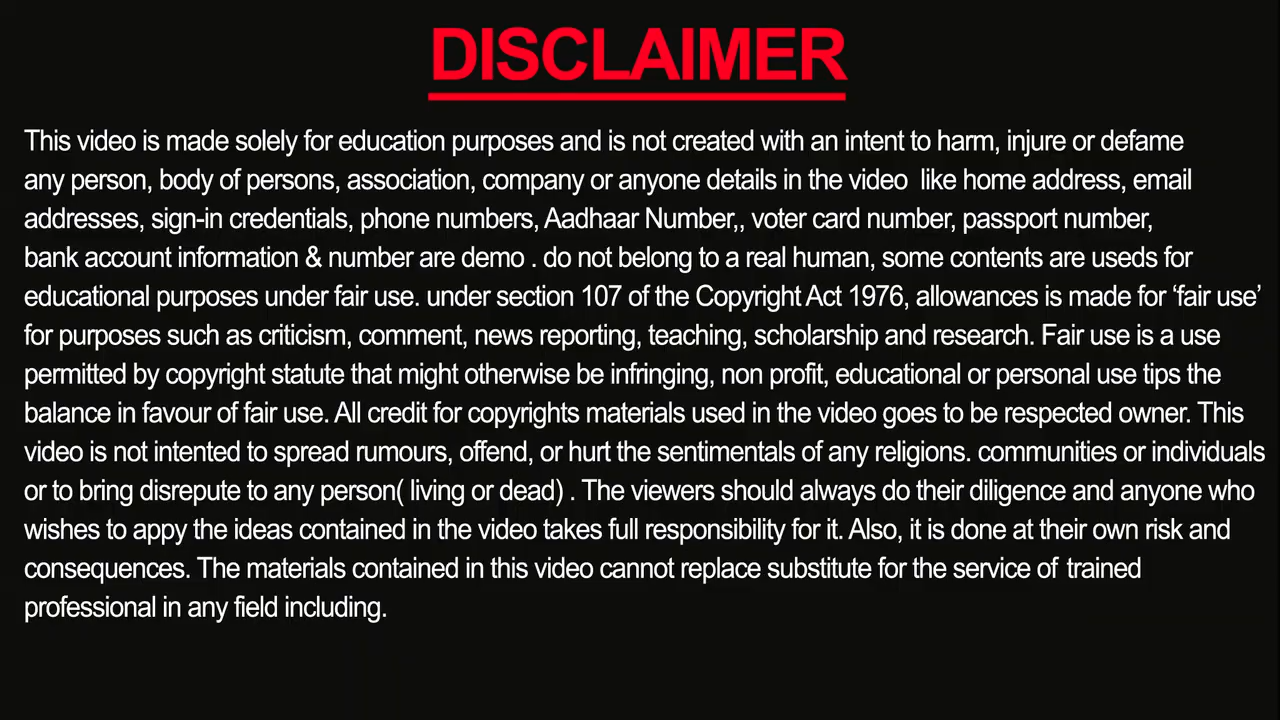 DISCLAIMER
This video is made solely for education purposes and is not created with an intent to harm, injure or defame
any person, body of persons, association, company or anyone details in the video like home address, email
addresses, sign-in credentials, phone numbers, Aadhaar Number,, voter card number, passport number,
bank account information & number are demo . do not belong to a real human, some contents are useds for
educational purposes under fair use. under section 107 of the Copyright Act 1976, allowances is made for ‘fair use’
for purposes such as criticism, comment, news reporting, teaching, scholarship and research. Fair use is a use
permitted by copyright statute that might otherwise be infringing, non profit, educational or personal use tips the
balance in favour of fair use. All credit for copyrights materials used in the video goes to be respected owner. This
video is not intented to spread rumours, offend, or hurt the sentimentals of any religions. communities or individuals
or to bring disrepute to any person( living or dead) . The viewers should always do their diligence and anyone who
wishes to appy the ideas contained in the video takes full responsibility for it. Also, it is done at their own risk and
consequences. The materials contained in this video cannot replace substitute for the service of trained
professional in any field including.